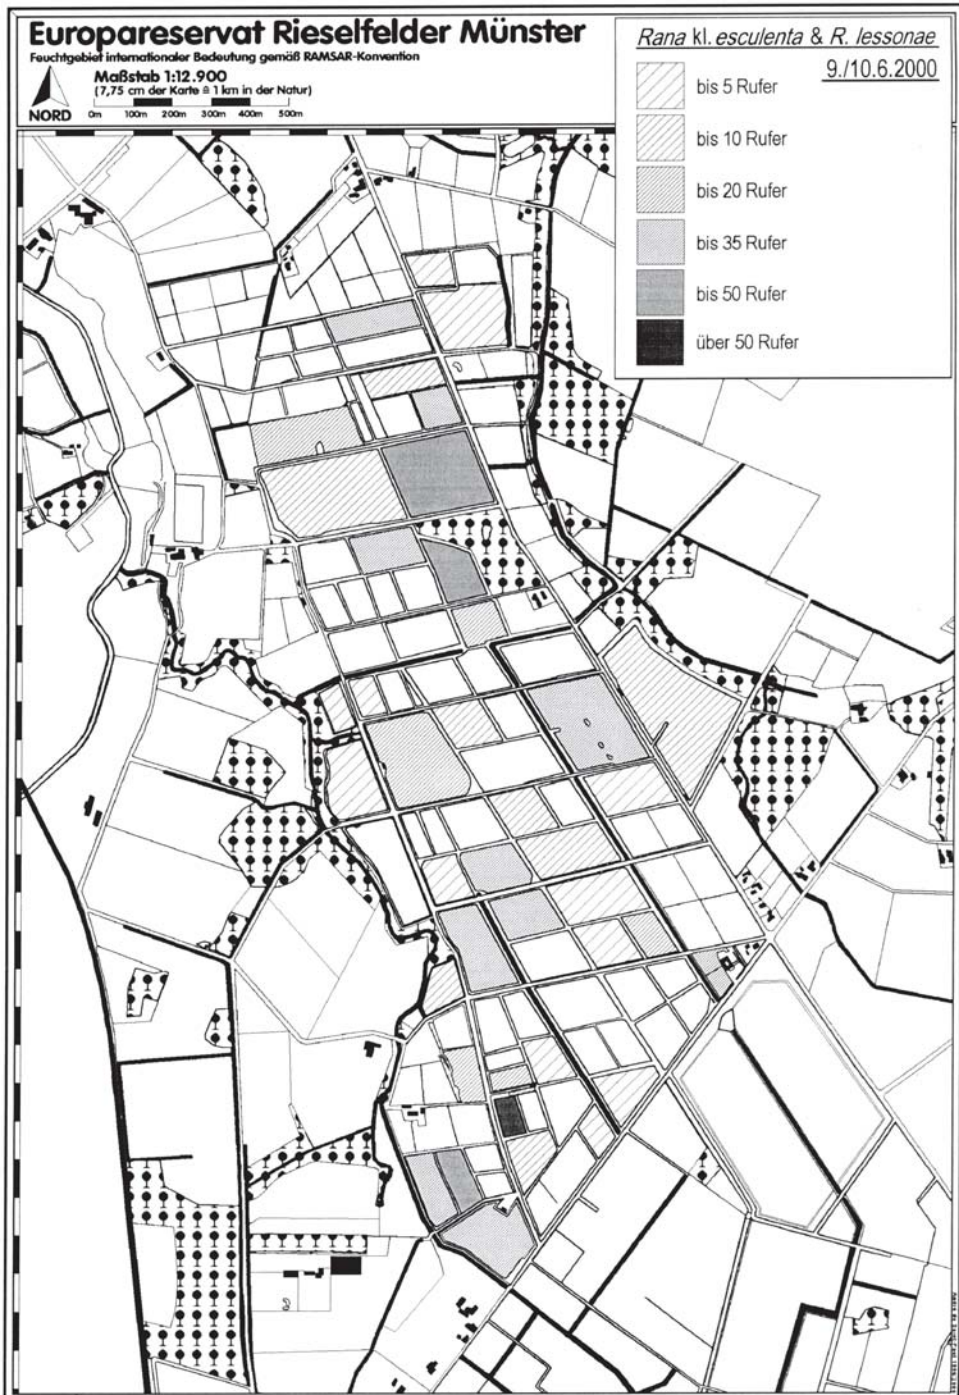 Europareservat Rieselfelder Münster
Feuchtgebiet internationaler Bedeutung gemäß RAMSAR-Konvention
Maßstab 1:12.900
(7,75 cm der Karte ≙ 1 km in der Natur)
NORD
0m 100m 200m 300m 400m 500m
Rana kl. esculenta & R. lessonae
9./10.6.2000
bis 5 Rufer
bis 10 Rufer
bis 20 Rufer
bis 35 Rufer
bis 50 Rufer
über 50 Rufer